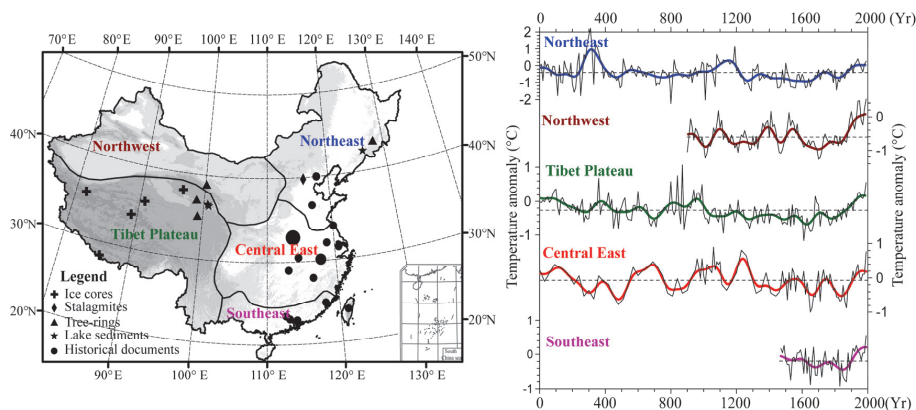 70°E 80°E 90°E 100°E 110°E 120°E 130°E 140°E
50°N
40°N
30°N
20°N
50°N
40°N
30°N
20°N
90°E 100°E 110°E 120°E 130°E
Northwest
Northeast
Tibet Plateau
Central East
Southeast
Legend
Ice cores
Stalagmites
Tree-rings
Lake sediments
Historical documents
South
China sea
0 400 800 1200 1600 2000 (Yr)
Temperature anomaly (°C)
2
1
0
-1
-2
Northeast
Northwest
0
-1
Tibet Plateau
1
0
-1
Central East
1
0
-1
Southeast
1
0
-1
Temperature anomaly (°C)
0 400 800 1200 1600 2000(Yr)